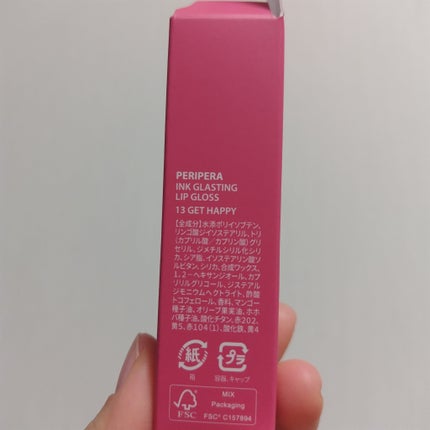 PERIPERA
INK GLASTING
LIP GLOSS
13 GET HAPPY
【全成分】水添ポリイソブテン、
リンゴ酸ジイソステアリル、トリ
(カプリル酸／カプリン酸)グリ
セリル、ジメチルシリル化シリ
カ、シア脂、イソステアリン酸ソ
ルビタン、シリカ、合成ワックス、
1,2-ヘキサンジオール、カプ
リリルグリコール、ジステアル
ジモニウムヘクトライト、酢酸
トコフェロール、香料、マンゴー
種子油、オリーブ果実油、ホホ
バ種子油、酸化チタン、赤202、
黄5、赤104(1)、酸化鉄、黄4
紙 プラ
箱 容器、キャップ
FSC
MIX
Packaging
FSC® C157894